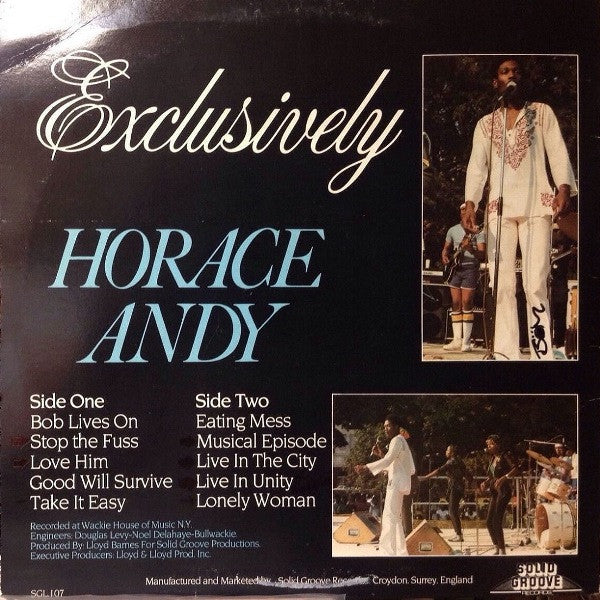 Exclusively
HORACE
ANDY
Side One
Bob Lives On
Stop the Fuss
Love Him
Good Will Survive
Take It Easy
Side Two
Eating Mess
Musical Episode
Live In The City
Live In Unity
Lonely Woman
Recorded at Wackie House of Music N.Y.
Engineers: Douglas Levy-Noel Delahaye-Bullwackie.
Produced By: Lloyd Barnes For Solid Groove Productions.
Executive Producers: Lloyd & Lloyd Prod. Inc.
SGL.107
Manufactured and Marketed by Solid Groove Records, Croydon, Surrey, England
SOLID
GROOVE
RECORDS